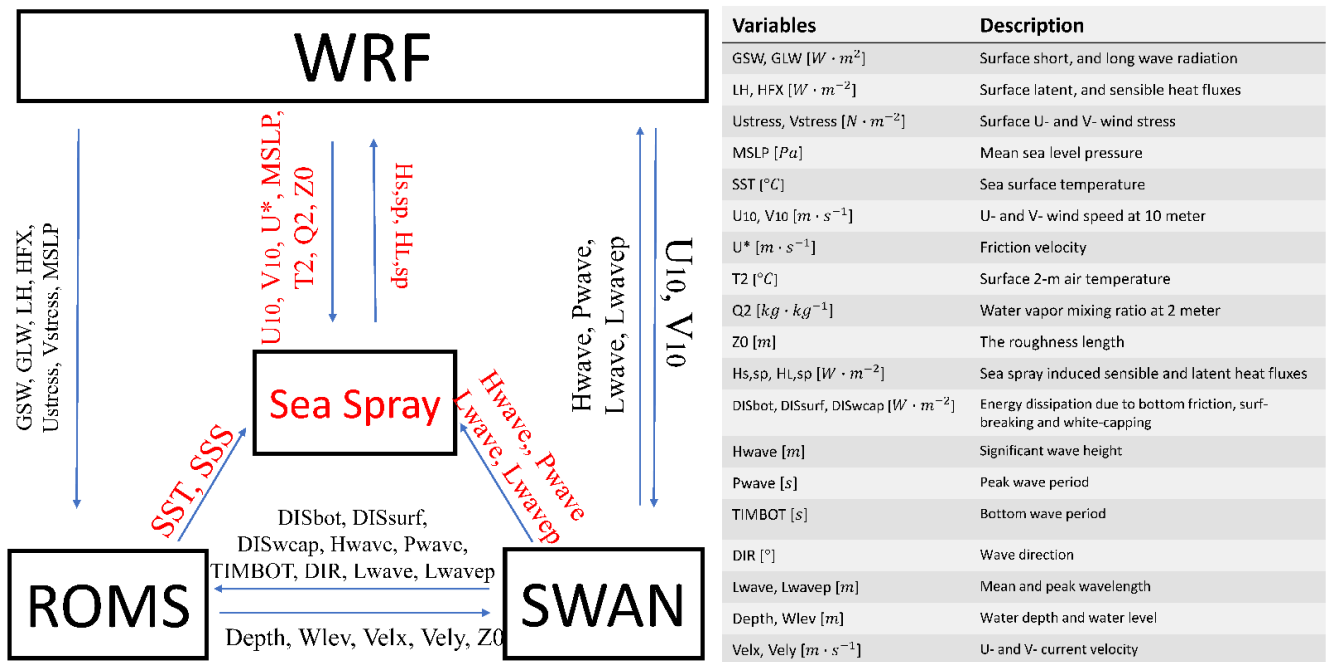 WRF
U10, V10, U*, MSLP,
T2, Q2, Z0
Hs,sp, HL,sp
GSW, GLW, LH, HFX,
Ustress, Vstress, MSLP
Hwave, Pwave,
Lwave, Lwavep
U10, V10
Sea Spray
SST, SSS
Hwave,, Pwave
Lwave, Lwavep
DISbot, DISsurf,
DISwcap, Hwave, Pwave,
TIMBOT, DIR, Lwave, Lwavep
ROMS
SWAN
Depth, Wlev, Velx, Vely, Z0
Variables Description
GSW, GLW [W · m²] Surface short, and long wave radiation
LH, HFX [W · m⁻²] Surface latent, and sensible heat fluxes
Ustress, Vstress [N · m⁻²] Surface U- and V- wind stress
MSLP [Pa] Mean sea level pressure
SST [°C] Sea surface temperature
U10, V10 [m · s⁻¹] U- and V- wind speed at 10 meter
U* [m · s⁻¹] Friction velocity
T2 [°C] Surface 2-m air temperature
Q2 [kg · kg⁻¹] Water vapor mixing ratio at 2 meter
Z0 [m] The roughness length
Hs,sp, HL,sp [W · m⁻²] Sea spray induced sensible and latent heat fluxes
DISbot, DISsurf, DISwcap [W · m⁻²] Energy dissipation due to bottom friction, surf-
breaking and white-capping
Hwave [m] Significant wave height
Pwave [s] Peak wave period
TIMBOT [s] Bottom wave period
DIR [°] Wave direction
Lwave, Lwavep [m] Mean and peak wavelength
Depth, Wlev [m] Water depth and water level
Velx, Vely [m · s⁻¹] U- and V- current velocity